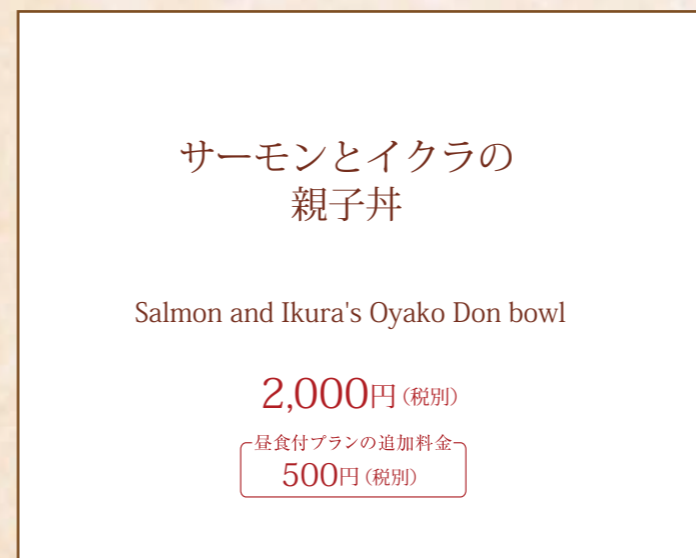 サーモンとイクラの
親子丼
Salmon and Ikura's Oyako Don bowl
2,000円（税別）
昼食付プランの追加料金
500円（税別）